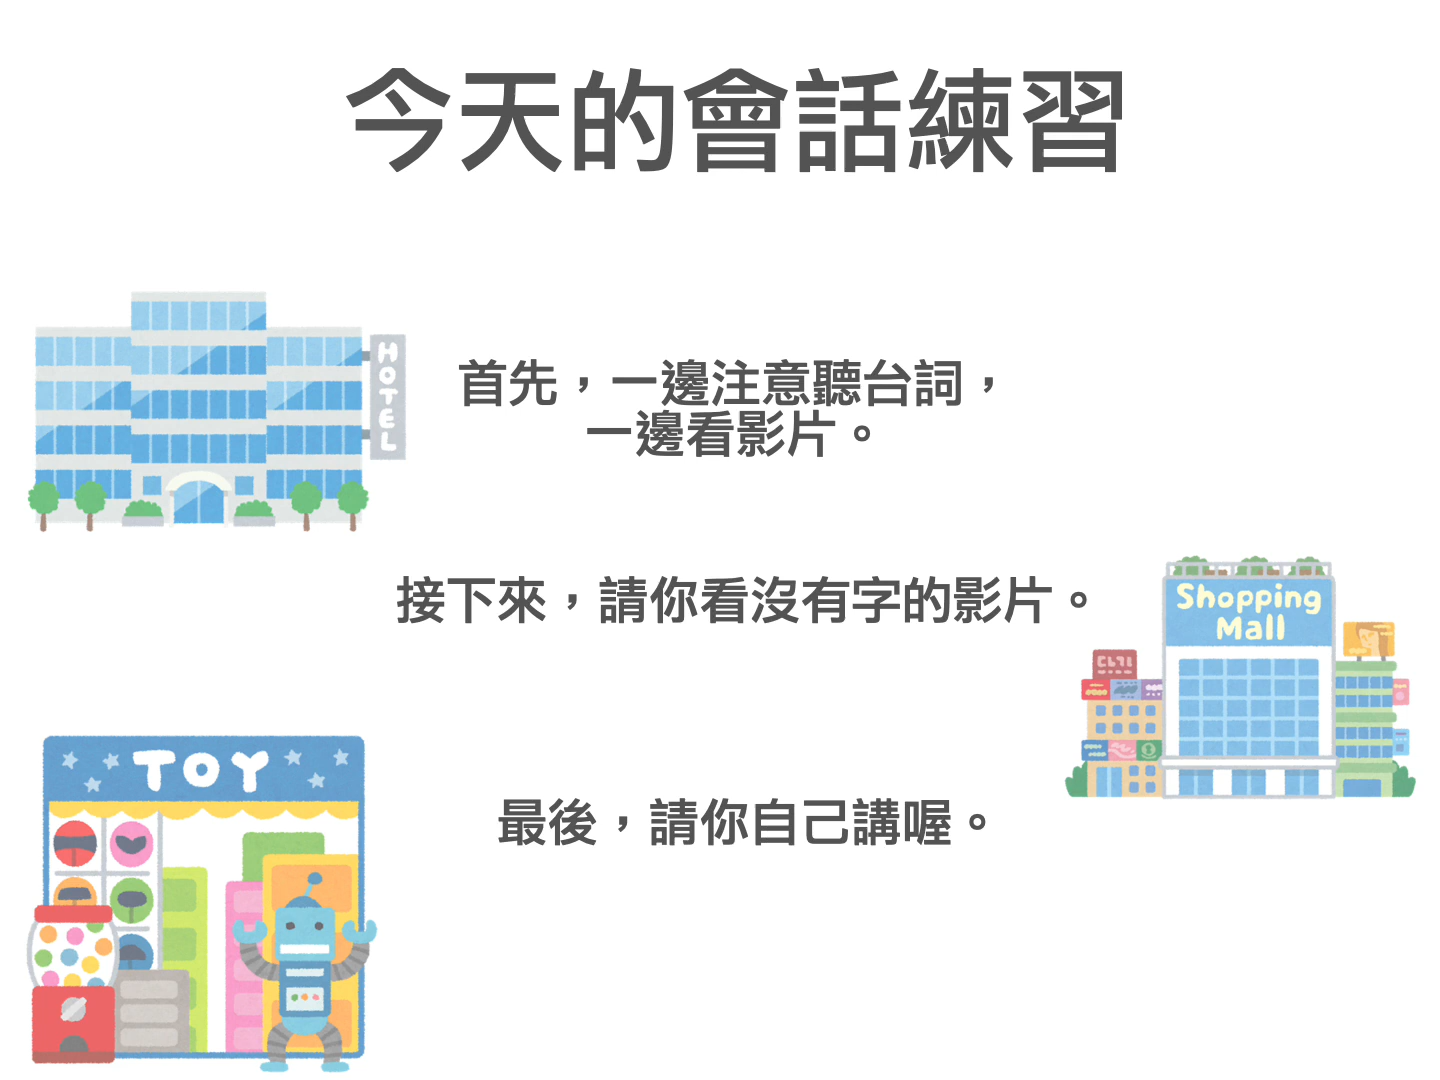 今天的會話練習
HOTEL
首先，一邊注意聽台詞，
一邊看影片。
接下來，請你看沒有字的影片。
Shopping
Mall
TOY
最後，請你自己講喔。